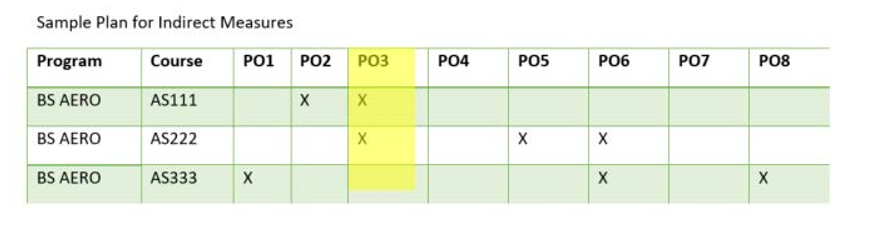 Sample Plan for Indirect Measures
Program Course PO1 PO2 PO3 PO4 PO5 PO6 PO7 PO8
BS AERO AS111 X X
BS AERO AS222 X X X
BS AERO AS333 X X X